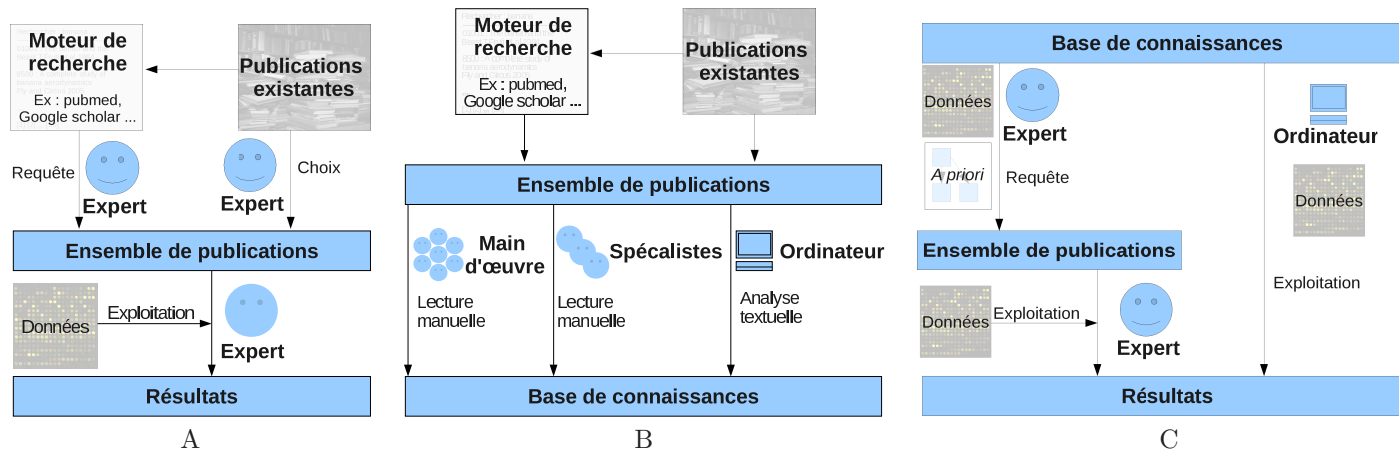 Moteur de
recherche
Ex : pubmed,
Google scholar ...
Publications
existantes
Requête
Expert
Expert
Choix
Ensemble de publications
Données
Exploitation
Expert
Résultats
A
Moteur de
recherche
Ex : pubmed,
Google scholar ...
Publications
existantes
Ensemble de publications
Main
d'œuvre
Lecture
manuelle
Spécalistes
Lecture
manuelle
Ordinateur
Analyse
textuelle
Base de connaissances
B
Base de connaissances
Données
Expert
A priori
Requête
Ensemble de publications
Données
Exploitation
Expert
Ordinateur
Données
Exploitation
Résultats
C